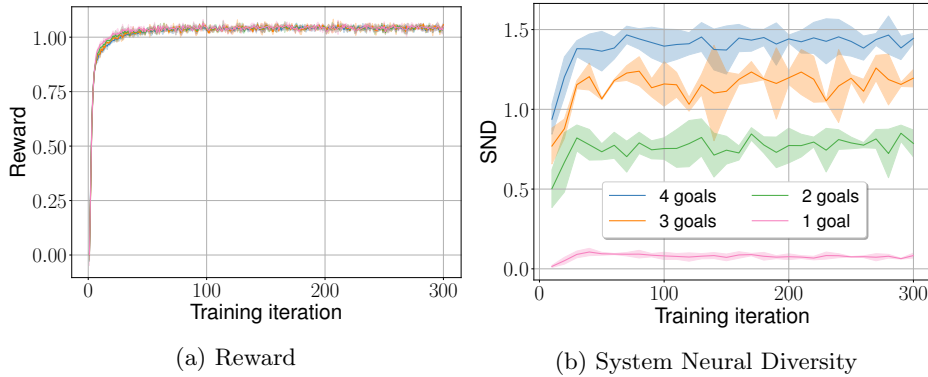 1.00
0.75
0.50
0.25
0.00
Reward
0
100
200
300
Training iteration
(a) Reward
1.5
1.0
0.5
0.0
SND
4 goals
3 goals
2 goals
1 goal
0
100
200
300
Training iteration
(b) System Neural Diversity